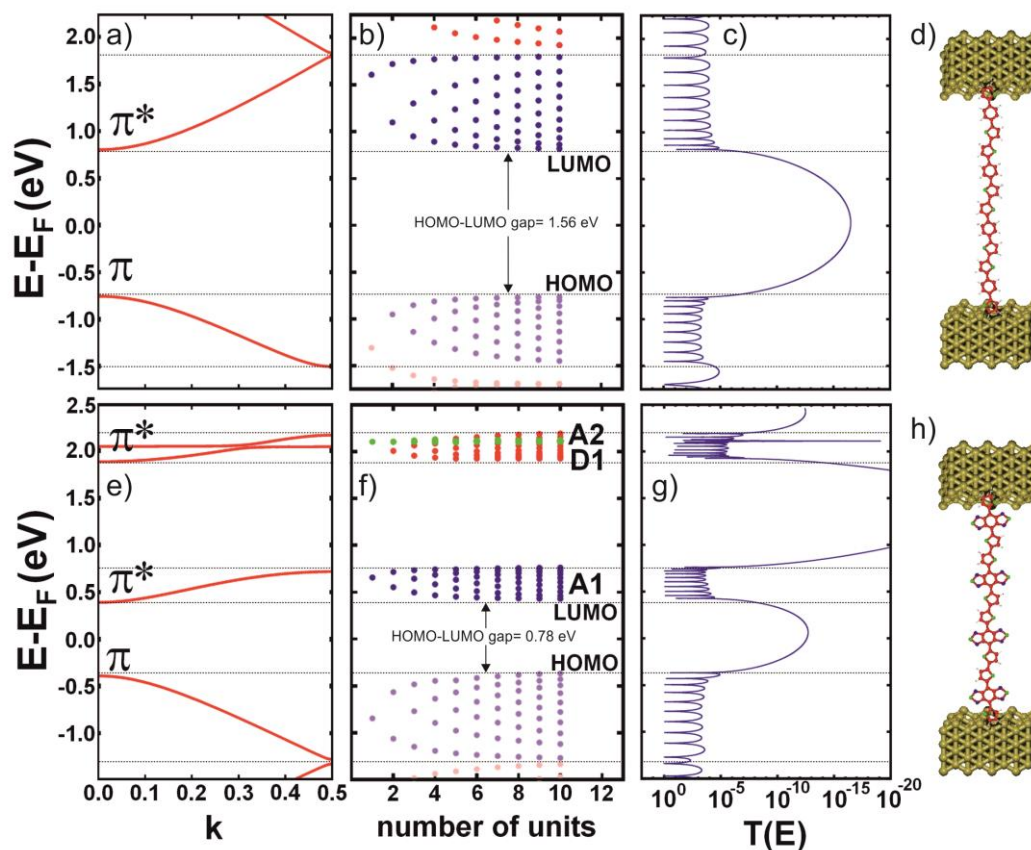 a)
b)
c)
d)
2.0
1.5
1.0
0.5
0.0
-0.5
-1.0
-1.5
E-E_F (eV)
π*
π
LUMO
HOMO-LUMO gap= 1.56 eV
HOMO
e)
f)
g)
h)
2.5
2.0
1.5
1.0
0.5
0.0
-0.5
-1.0
E-E_F (eV)
π*
π*
π
A2
D1
A1
LUMO
HOMO-LUMO gap= 0.78 eV
HOMO
0.0 0.1 0.2 0.3 0.4 0.5
k
2 4 6 8 10 12
number of units
10^0 10^-5 10^-10 10^-15 10^-20
T(E)